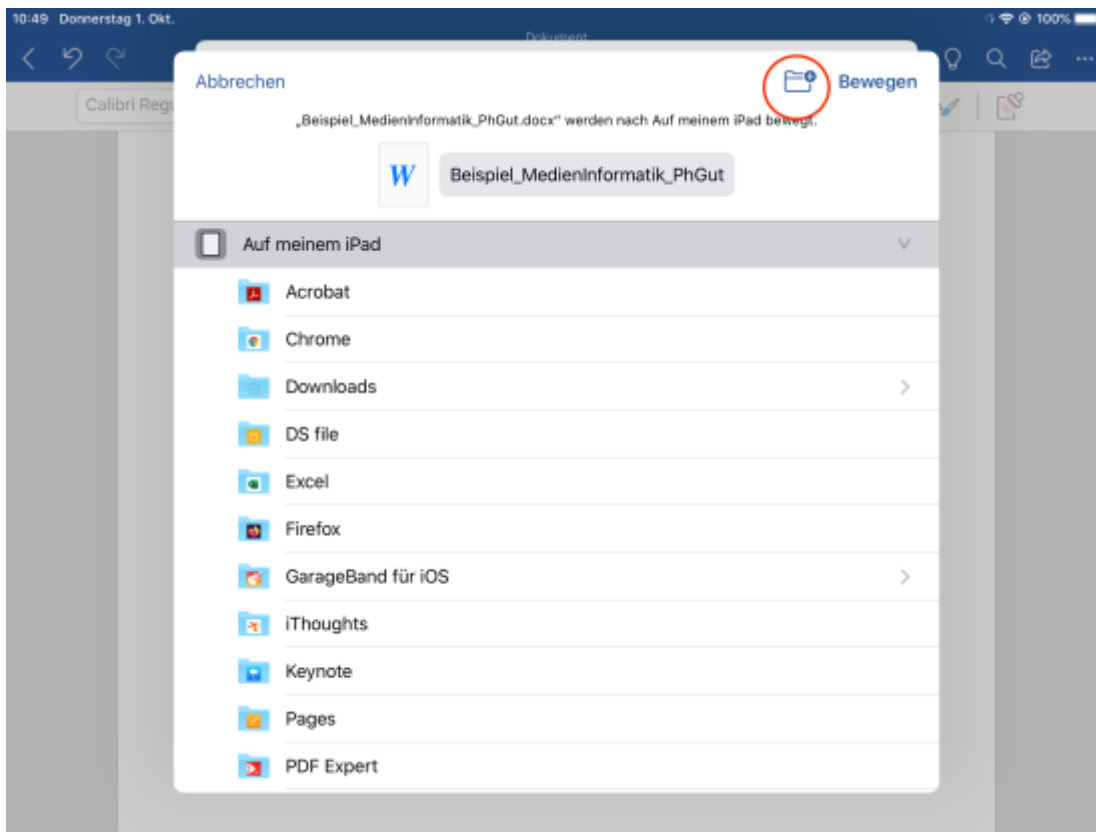 10:49 Donnerstag 1. Okt.
100%
Dokument
Calibri Regu
Abbrechen
Bewegen
„Beispiel_MedienInformatik_PhGut.docx“ werden nach Auf meinem iPad bewegt.
W
Beispiel_MedienInformatik_PhGut
Auf meinem iPad
Acrobat
Chrome
Downloads
DS file
Excel
Firefox
GarageBand für iOS
iThoughts
Keynote
Pages
PDF Expert